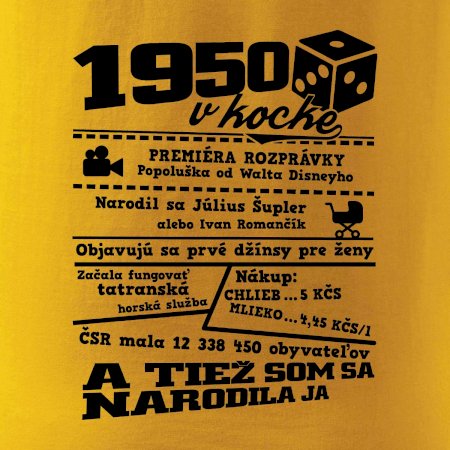 1950
v kocke
PREMIÉRA ROZPRÁVKY
Popoluška od Walta Disneyho
Narodil sa Július Šupler
alebo Ivan Romančík
Objavujú sa prvé džínsy pre ženy
Začala fungovať
tatranská
horská služba
Nákup:
CHLIEB...5 KČS
MLIEKO...4,45 KČS/l
ČSR mala 12 338 450 obyvateľov
A TIEŽ SOM SA
NARODILA JA